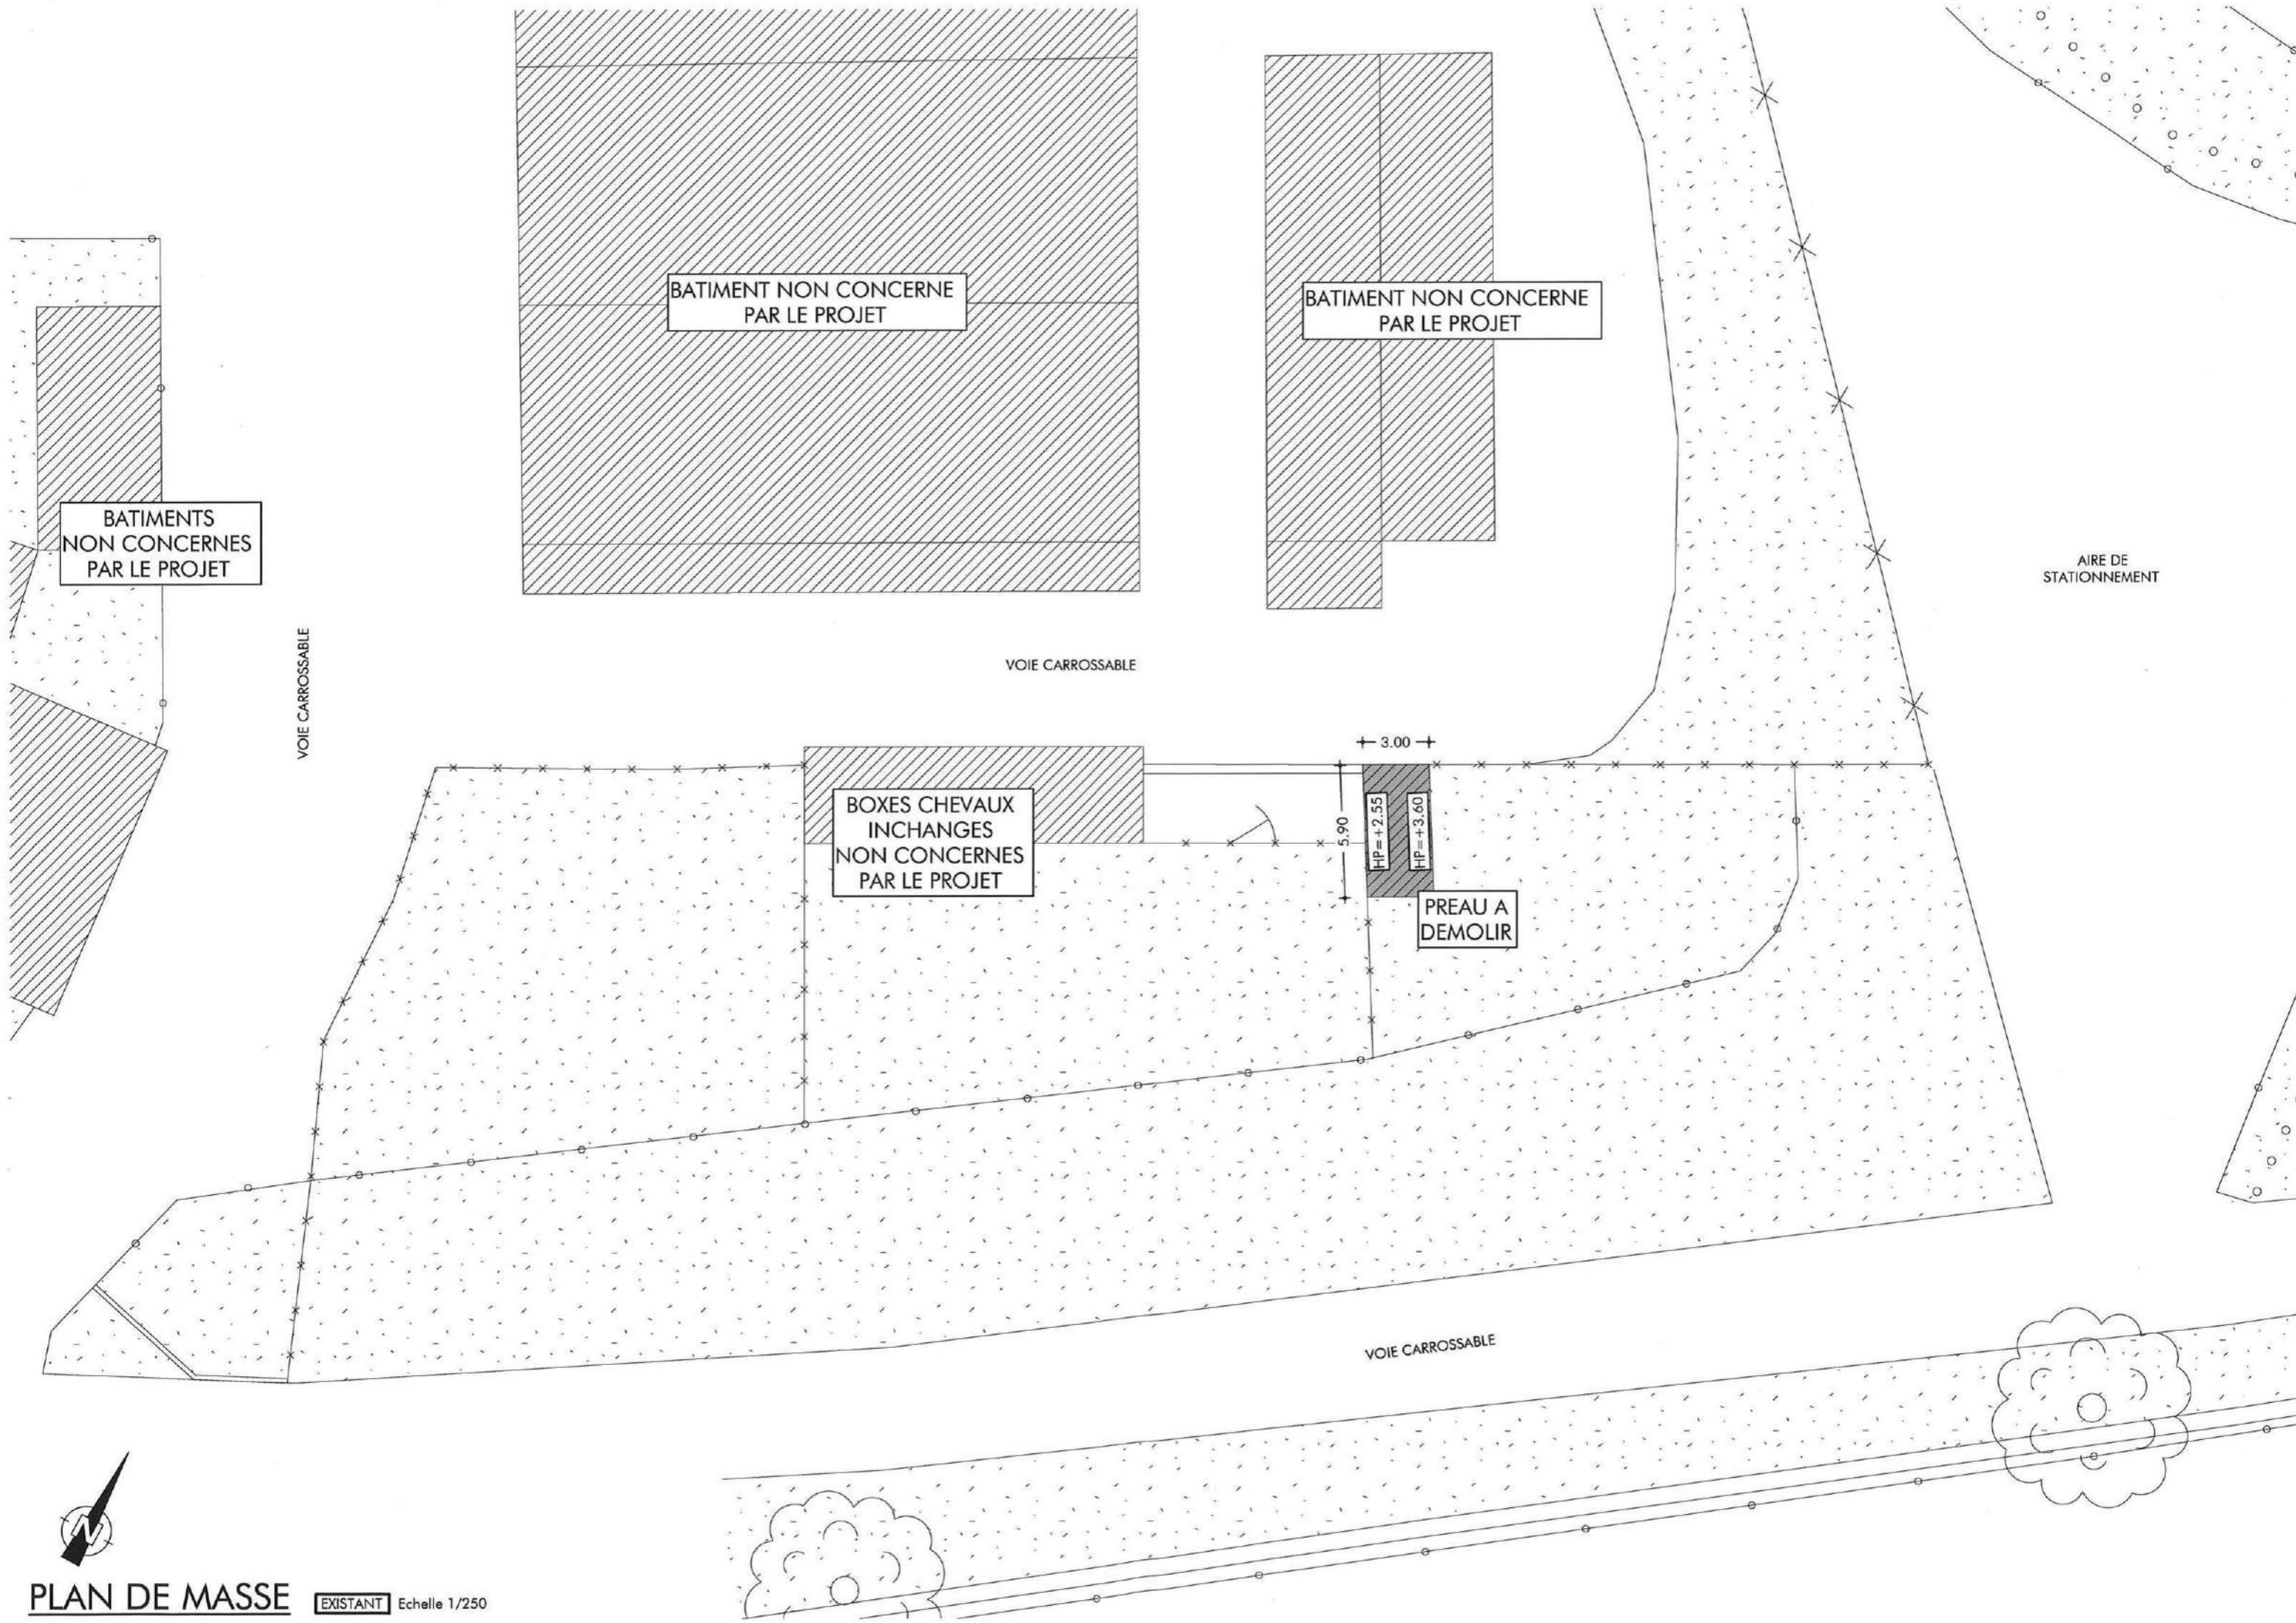 BATIMENT NON CONCERNE
PAR LE PROJET
BATIMENT NON CONCERNE
PAR LE PROJET
BATIMENTS
NON CONCERNES
PAR LE PROJET
AIRE DE
STATIONNEMENT
VOIE CARROSSABLE
VOIE CARROSSABLE
3.00
BOXES CHEVAUX
INCHANGES
NON CONCERNES
PAR LE PROJET
5.90
HP=+2.55
HP=+3.60
PREAU A
DEMOLIR
VOIE CARROSSABLE
N
PLAN DE MASSE EXISTANT Echelle 1/250